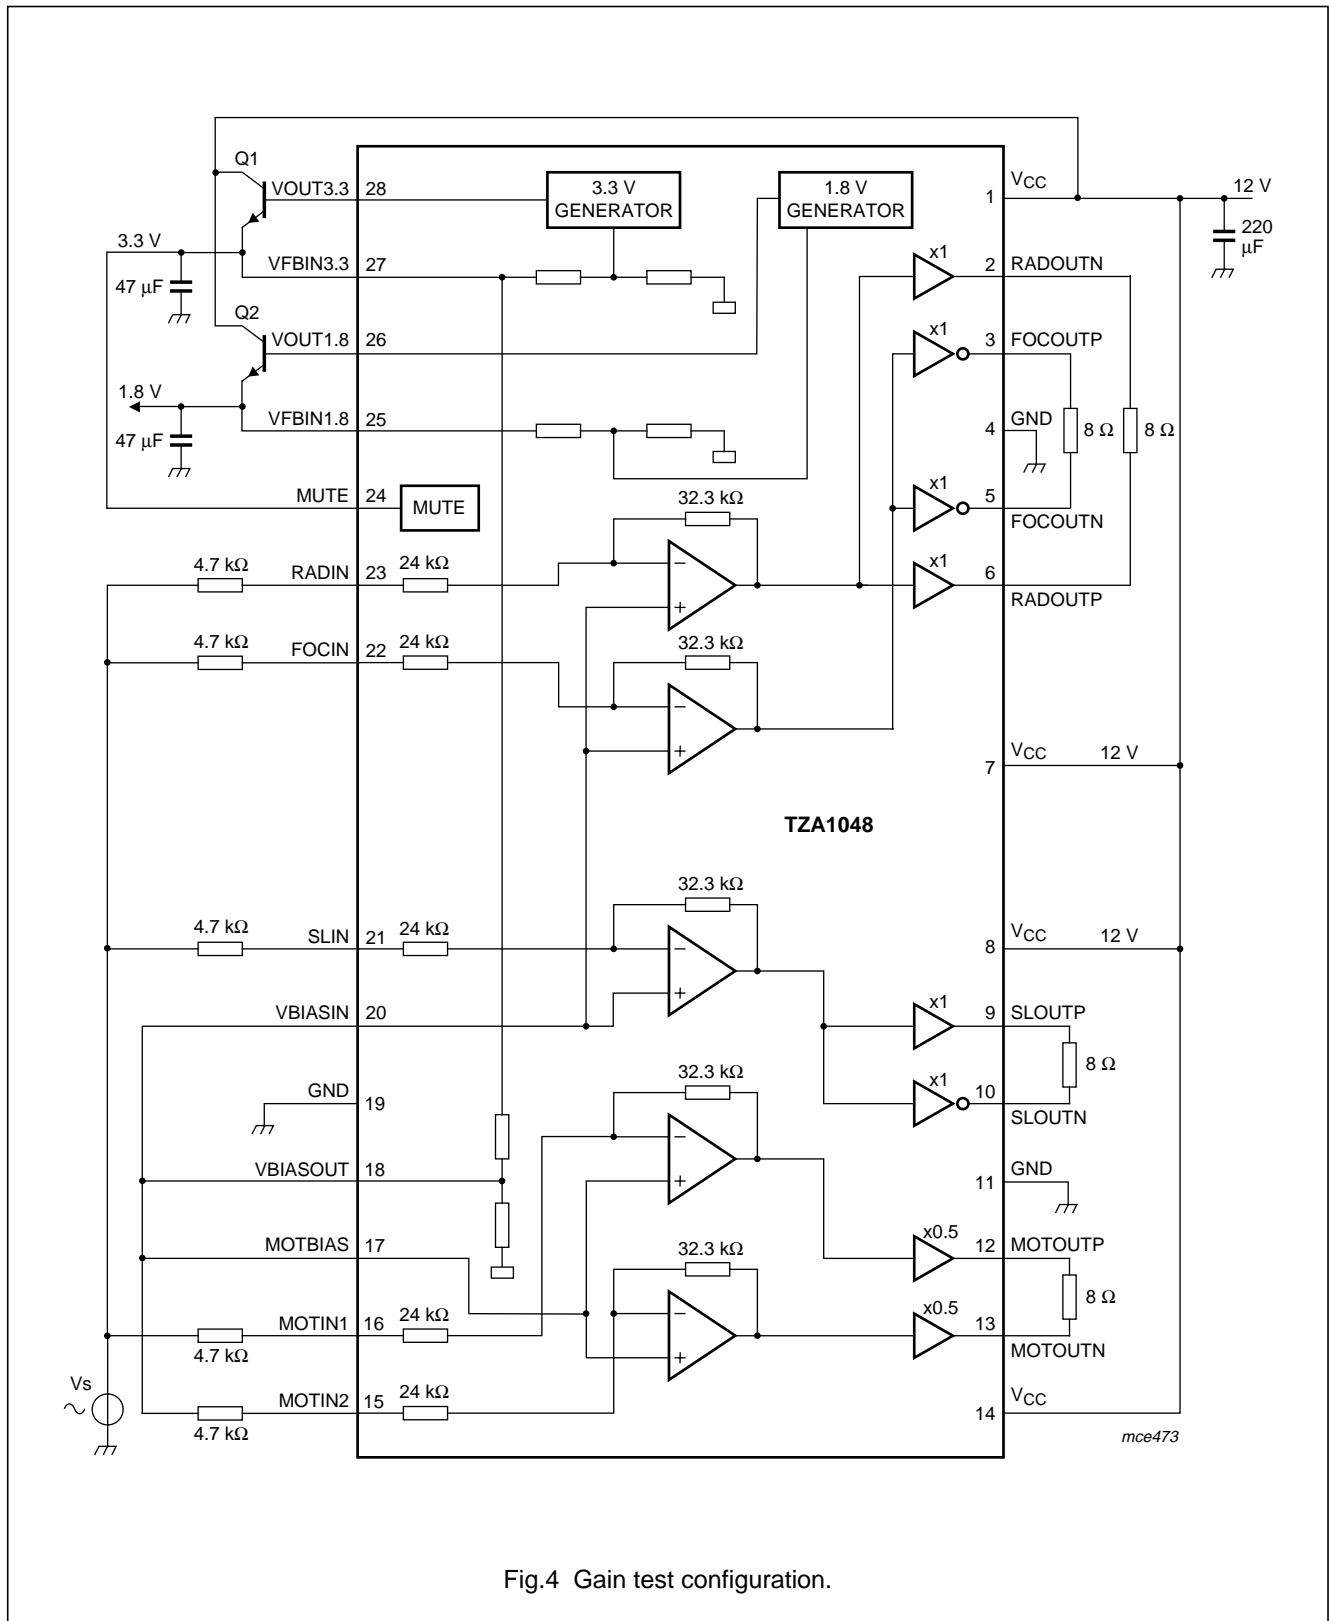 Q1
VOUT3.3 28
3.3 V
GENERATOR
1.8 V
GENERATOR
1
VCC
12 V
220
µF
3.3 V
VFBIN3.3 27
47 µF
x1
2 RADOUTN
Q2
VOUT1.8 26
x1
3 FOCOUTP
1.8 V
VFBIN1.8 25
47 µF
4
GND
8 Ω
8 Ω
MUTE 24
MUTE
x1
5
FOCOUTN
32.3 kΩ
4.7 kΩ
RADIN 23
24 kΩ
−
+
x1
6
RADOUTP
32.3 kΩ
4.7 kΩ
FOCIN 22
24 kΩ
−
+
7
VCC
12 V
TZA1048
32.3 kΩ
4.7 kΩ
SLIN 21
24 kΩ
−
+
8
VCC
12 V
VBIASIN 20
x1
9 SLOUTP
8 Ω
GND
19
32.3 kΩ
−
+
x1
10
SLOUTN
VBIASOUT 18
11
GND
MOTBIAS 17
32.3 kΩ
x0.5
12 MOTOUTP
8 Ω
MOTIN1 16
24 kΩ
4.7 kΩ
−
+
x0.5
13
MOTOUTN
Vs
MOTIN2 15
24 kΩ
4.7 kΩ
14
VCC
mce473
Fig.4 Gain test configuration.